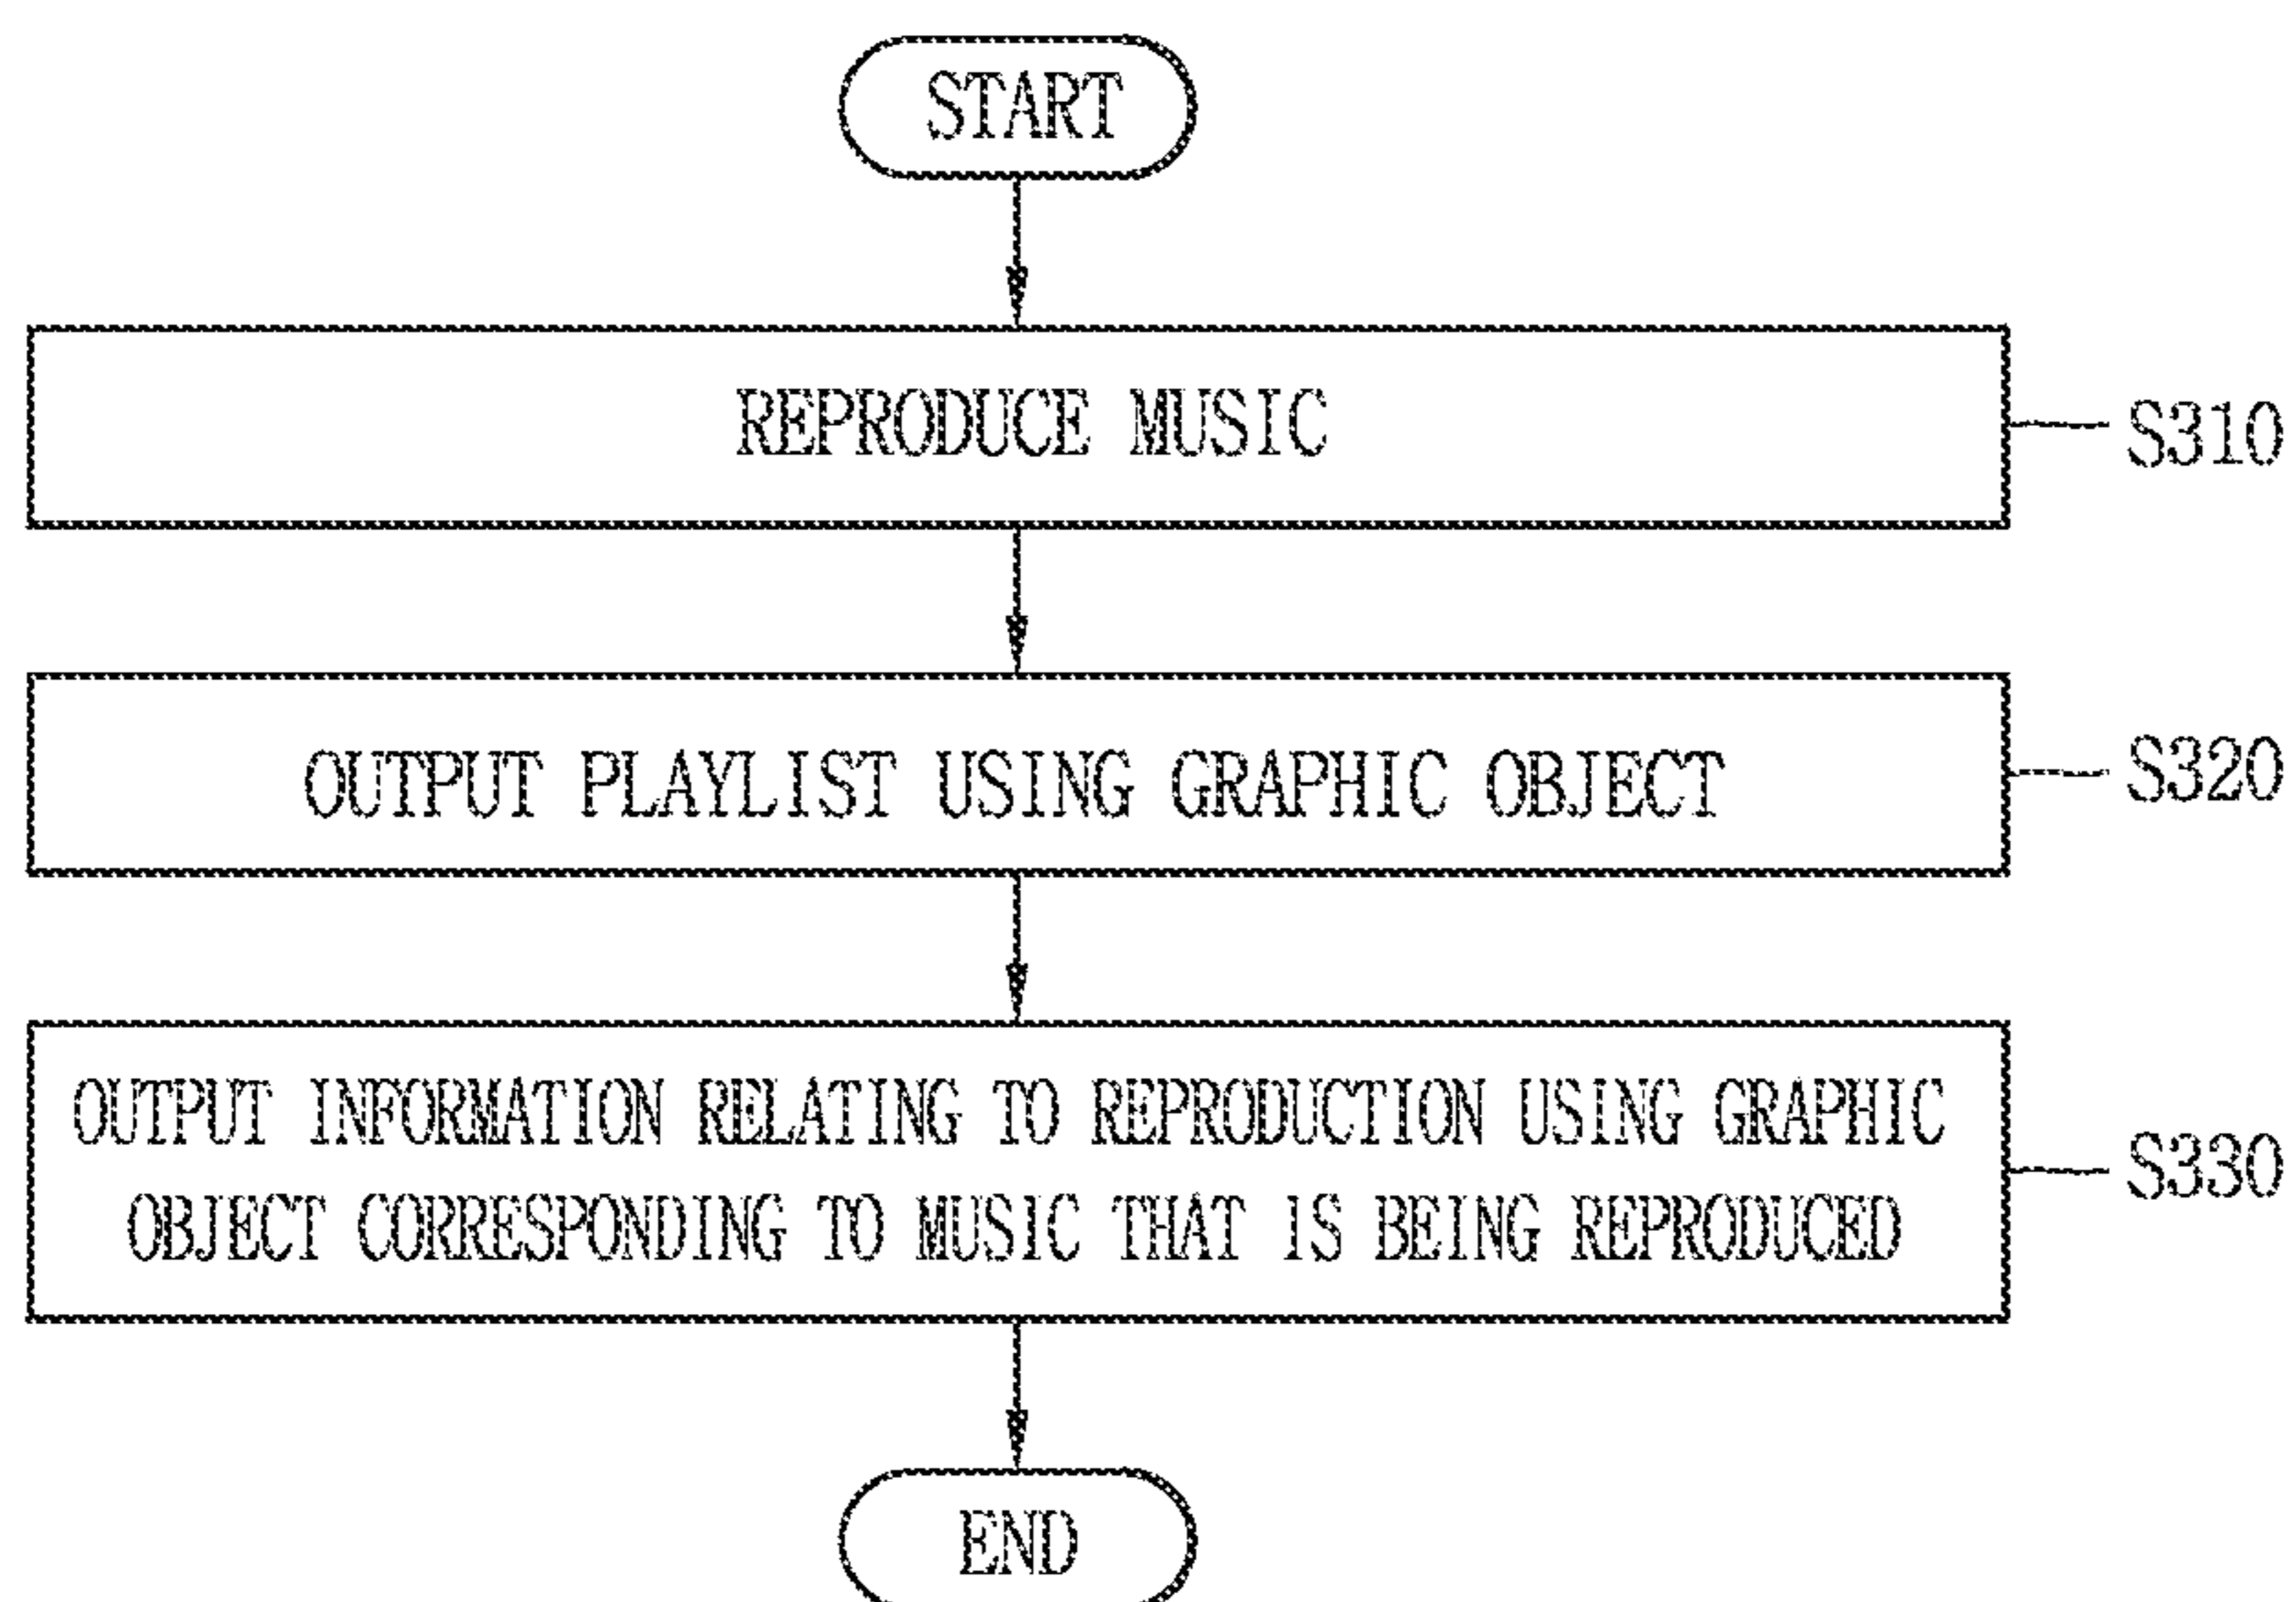 START
REPRODUCE MUSIC
S310
OUTPUT PLAYLIST USING GRAPHIC OBJECT
S320
OUTPUT INFORMATION RELATING TO REPRODUCTION USING GRAPHIC
OBJECT CORRESPONDING TO MUSIC THAT IS BEING REPRODUCED
S330
END